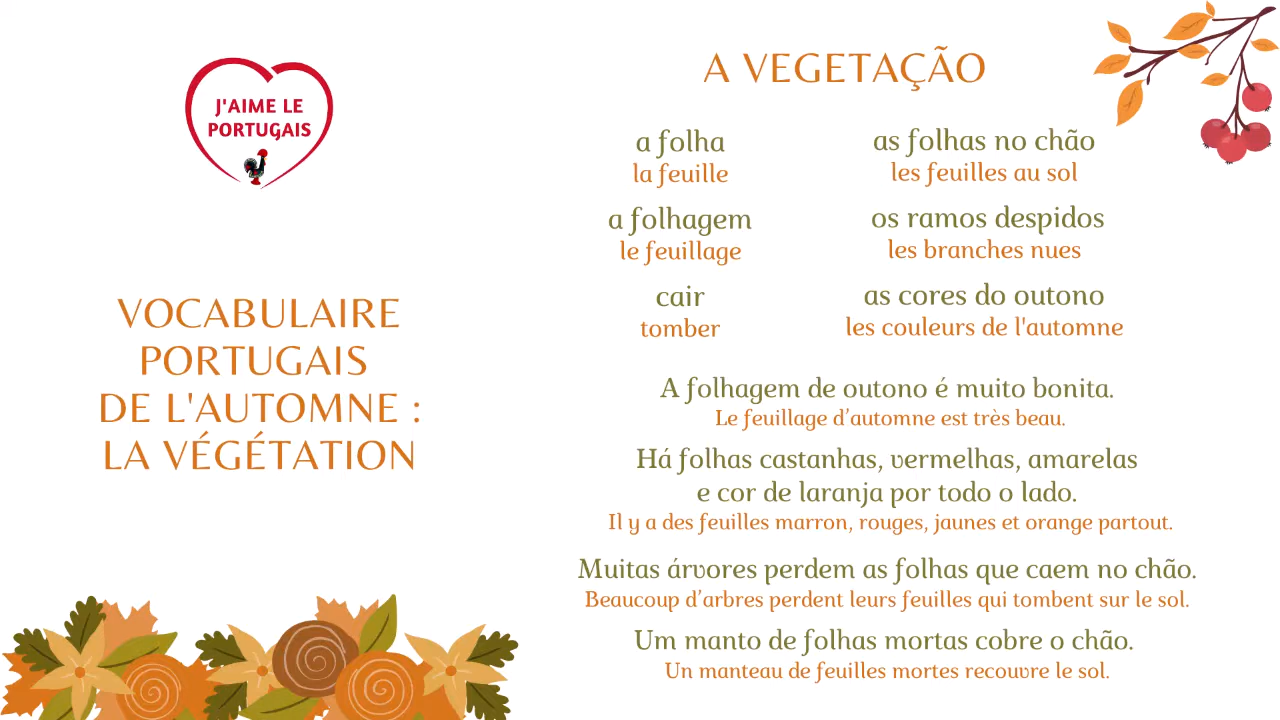 J'AIME LE
PORTUGAIS
VOCABULAIRE
PORTUGAIS
DE L'AUTOMNE :
LA VÉGÉTATION
A VEGETAÇÃO
a folha
la feuille
as folhas no chão
les feuilles au sol
a folhagem
le feuillage
os ramos despidos
les branches nues
cair
tomber
as cores do outono
les couleurs de l'automne
A folhagem de outono é muito bonita.
Le feuillage d’automne est très beau.
Há folhas castanhas, vermelhas, amarelas
e cor de laranja por todo o lado.
Il y a des feuilles marron, rouges, jaunes et orange partout.
Muitas árvores perdem as folhas que caem no chão.
Beaucoup d’arbres perdent leurs feuilles qui tombent sur le sol.
Um manto de folhas mortas cobre o chão.
Un manteau de feuilles mortes recouvre le sol.